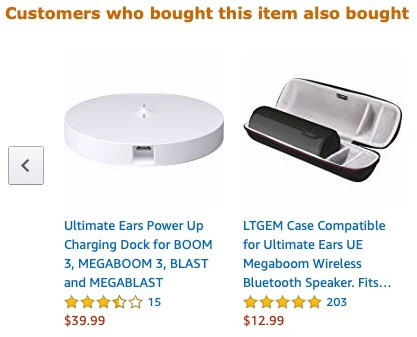 Customers who bought this item also bought
Ultimate Ears Power Up
Charging Dock for BOOM
3, MEGABOOM 3, BLAST
and MEGABLAST
15
$39.99
LTGEM Case Compatible
for Ultimate Ears UE
Megaboom Wireless
Bluetooth Speaker. Fits...
203
$12.99